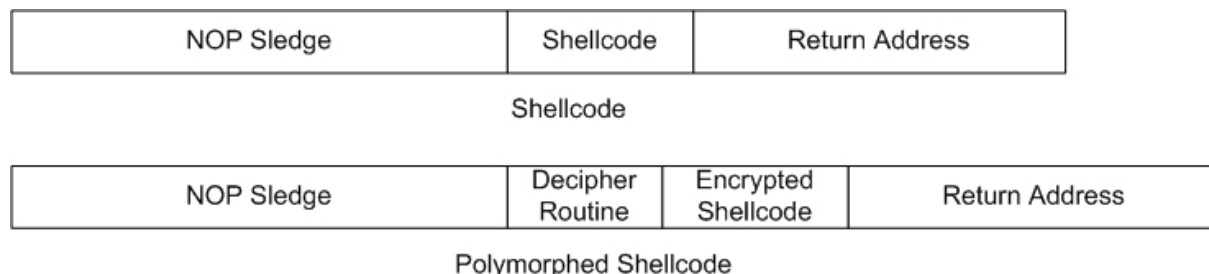 NOP Sledge Shellcode Return Address
Shellcode
NOP Sledge Decipher Routine Encrypted Shellcode Return Address
Polymorphed Shellcode